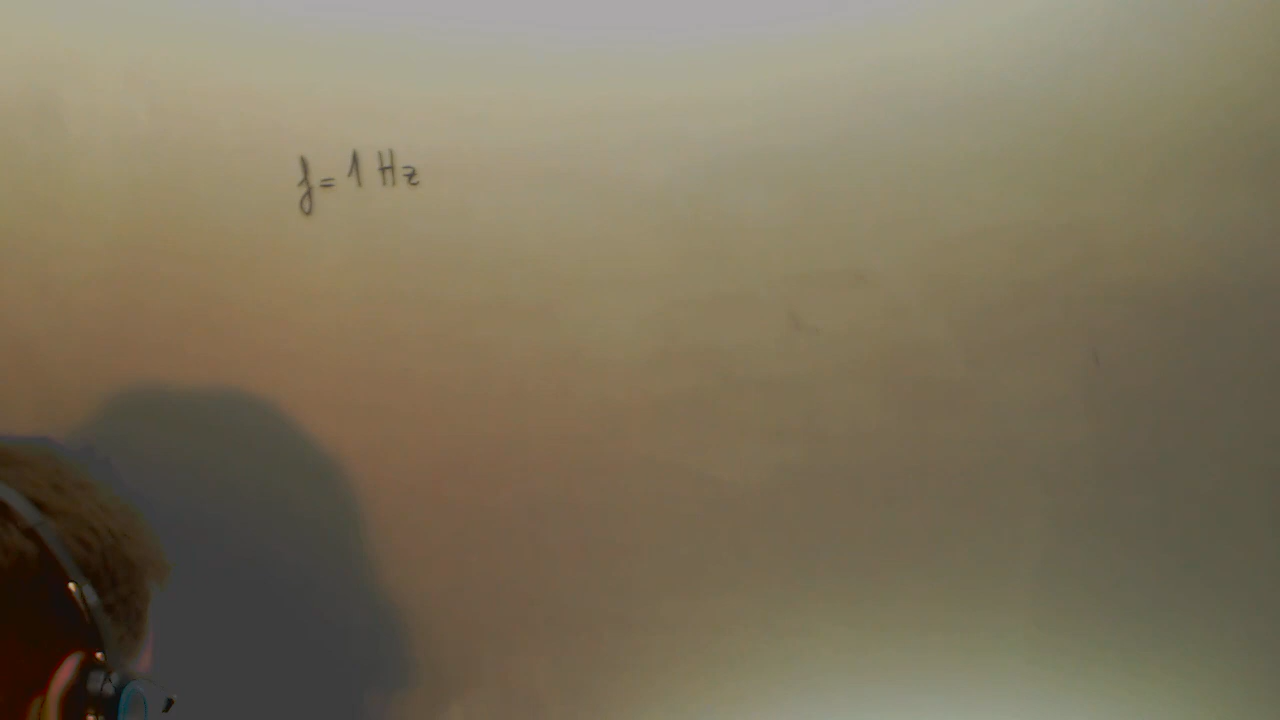 f = 1 Hz